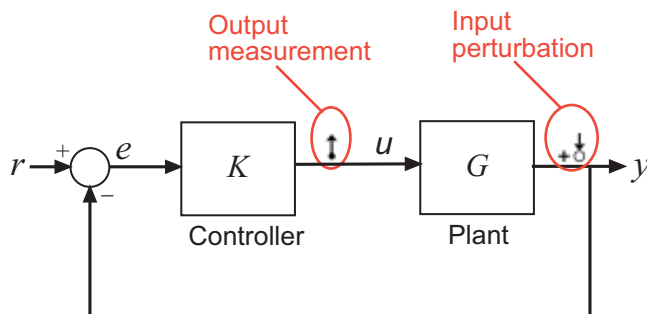 Output
measurement
Input
perturbation
r
+
−
e
K
u
G
+
y
Controller
Plant